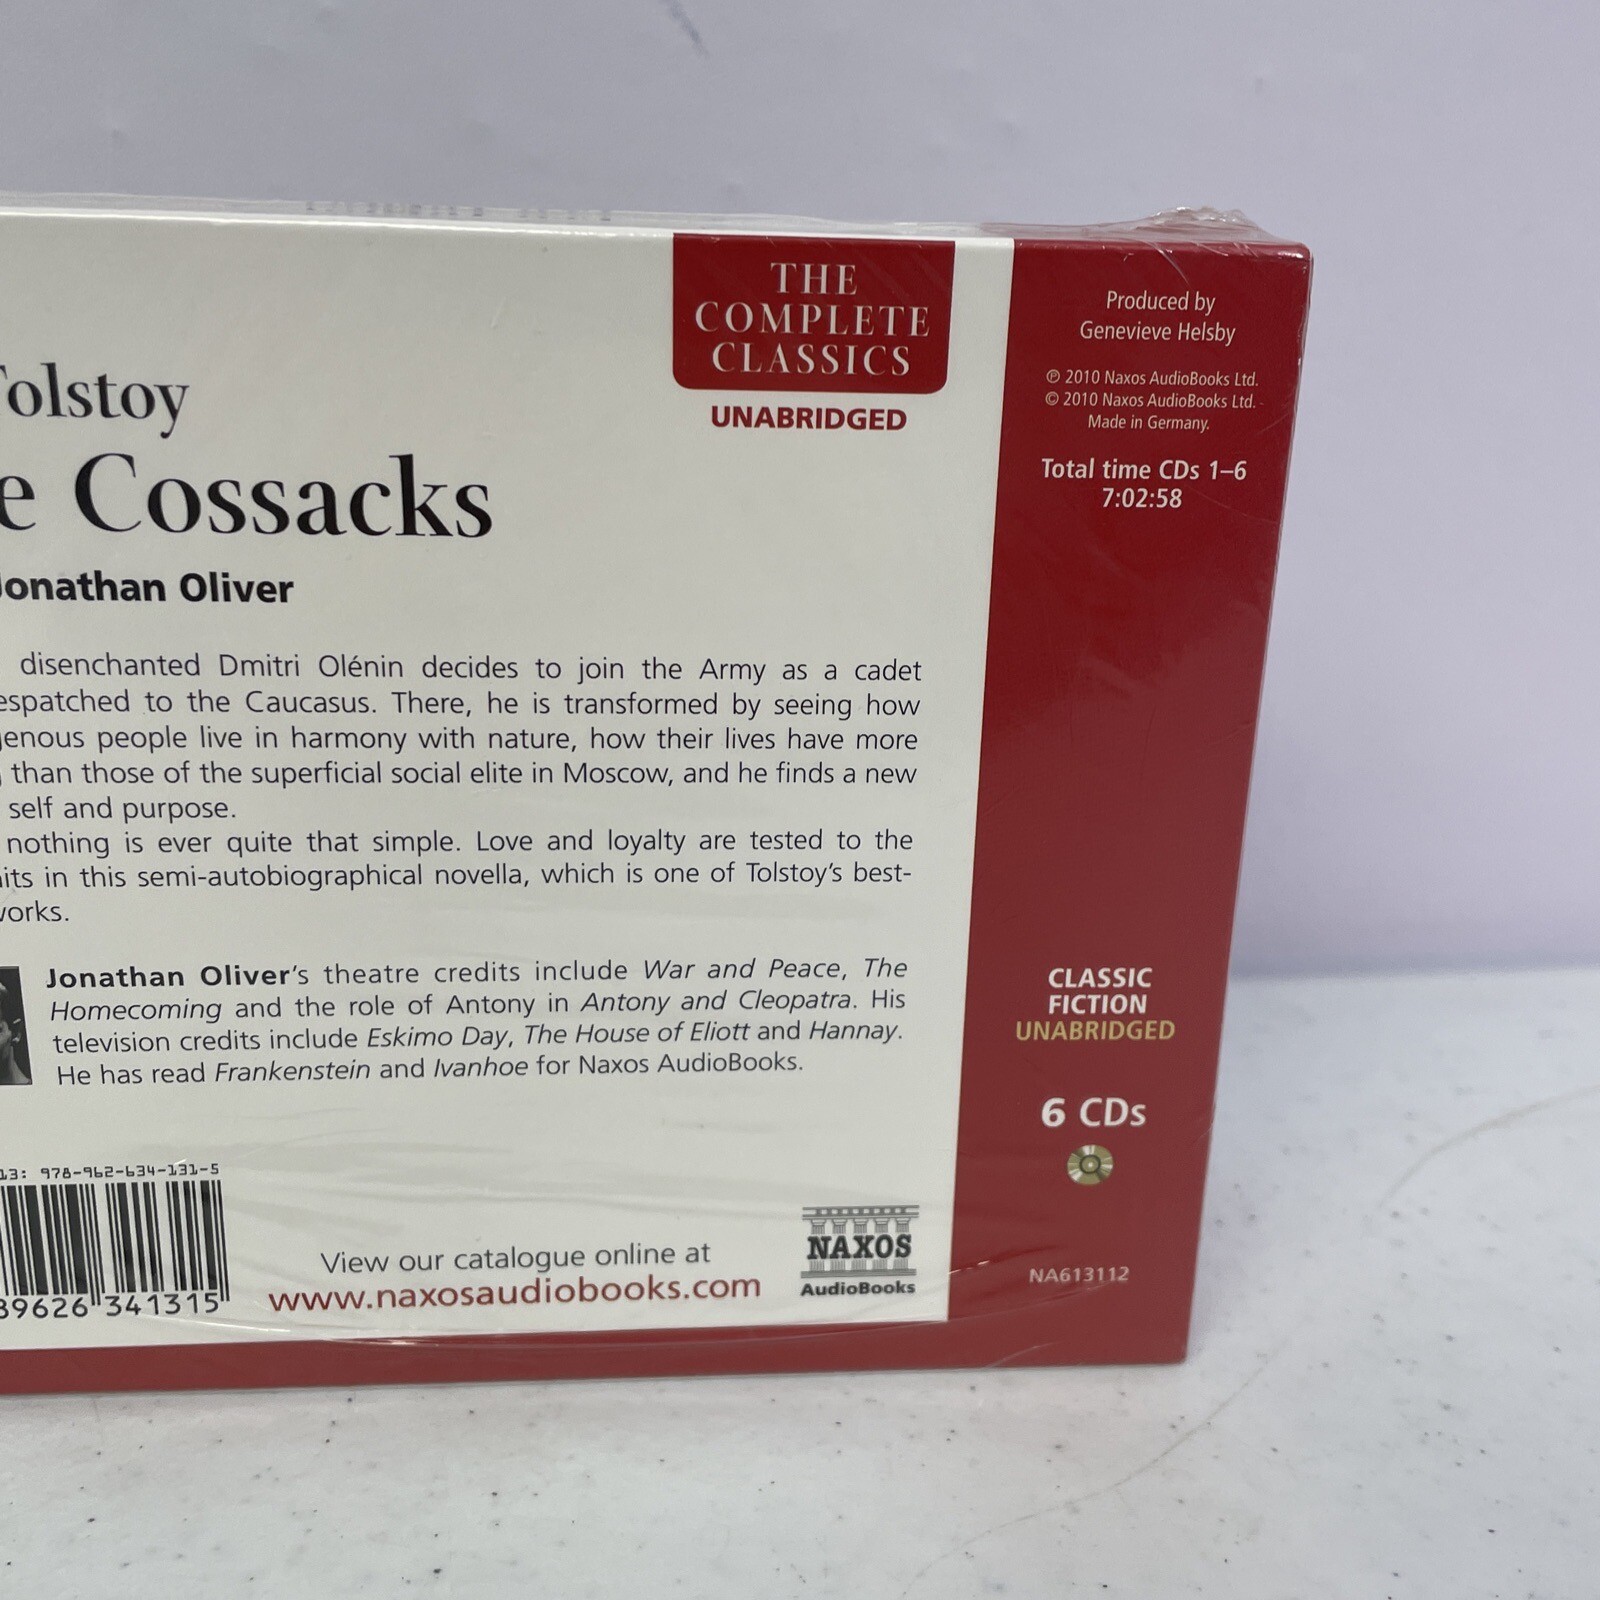 THE
COMPLETE
CLASSICS
UNABRIDGED
Tolstoy
e Cossacks
Jonathan Oliver
disenchanted Dmitri Olénin decides to join the Army as a cadet
espatched to the Caucasus. There, he is transformed by seeing how
genous people live in harmony with nature, how their lives have more
than those of the superficial social elite in Moscow, and he finds a new
self and purpose.
nothing is ever quite that simple. Love and loyalty are tested to the
its in this semi-autobiographical novella, which is one of Tolstoy's best-
works.
Jonathan Oliver's theatre credits include War and Peace, The
Homecoming and the role of Antony in Antony and Cleopatra. His
television credits include Eskimo Day, The House of Eliott and Hannay.
He has read Frankenstein and Ivanhoe for Naxos AudioBooks.
13: 978-962-634-131-5
89626 341315
View our catalogue online at
www.naxosaudiobooks.com
NAXOS
AudioBooks
Produced by
Genevieve Helsby
℗ 2010 Naxos AudioBooks Ltd.
© 2010 Naxos AudioBooks Ltd.
Made in Germany.
Total time CDs 1–6
7:02:58
CLASSIC
FICTION
UNABRIDGED
6 CDs
NA613112